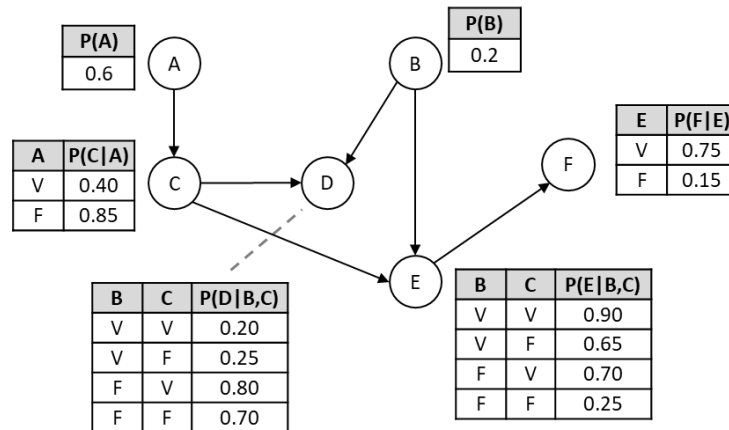 P(A)
0.6
A
B
P(B)
0.2
A P(C|A)
V 0.40
F 0.85
C
D
F
E P(F|E)
V 0.75
F 0.15
E
B C P(D|B,C)
V V 0.20
V F 0.25
F V 0.80
F F 0.70
B C P(E|B,C)
V V 0.90
V F 0.65
F V 0.70
F F 0.25